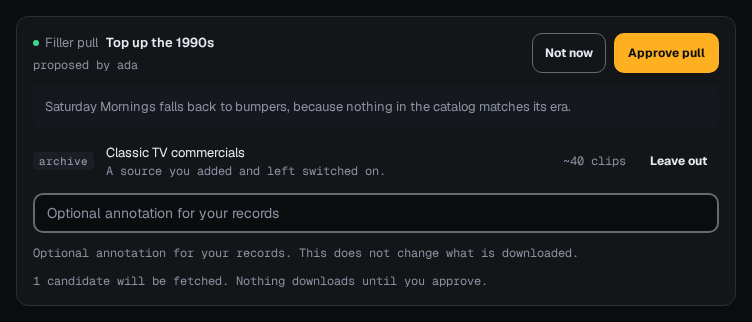 Filler pull Top up the 1990s
proposed by ada
Not now
Approve pull
Saturday Mornings falls back to bumpers, because nothing in the catalog matches its era.
archive
Classic TV commercials
A source you added and left switched on.
~40 clips
Leave out
Optional annotation for your records
Optional annotation for your records. This does not change what is downloaded.
1 candidate will be fetched. Nothing downloads until you approve.